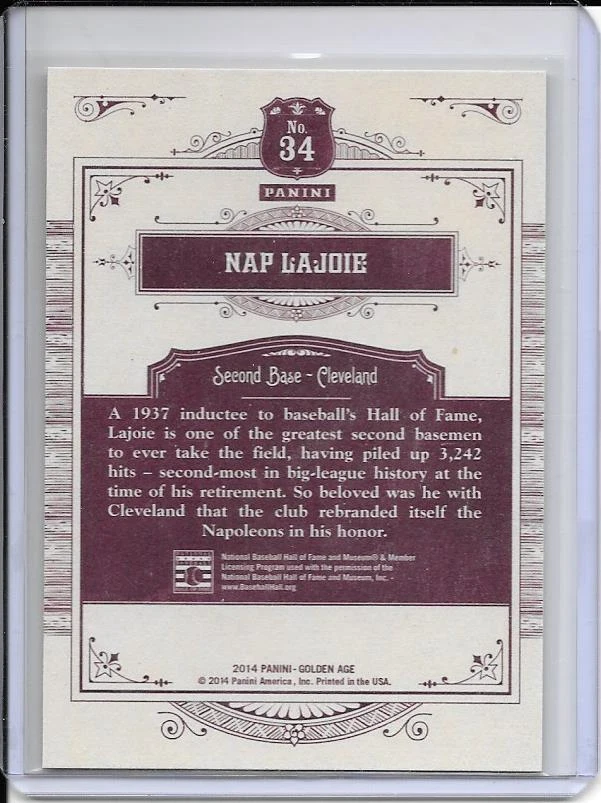 No.
34
PANINI
NAP LAJOIE
Second Base - Cleveland
A 1937 inductee to baseball's Hall of Fame,
Lajoie is one of the greatest second basemen
to ever take the field, having piled up 3,242
hits – second-most in big-league history at the
time of his retirement. So beloved was he with
Cleveland that the club rebranded itself the
Napoleons in his honor.
National Baseball Hall of Fame and Museum® & Member
Licensing Program used with the permission of the
National Baseball Hall of Fame and Museum, Inc. -
www.BaseballHall.org
2014 PANINI- GOLDEN AGE
© 2014 Panini America, Inc. Printed in the USA.